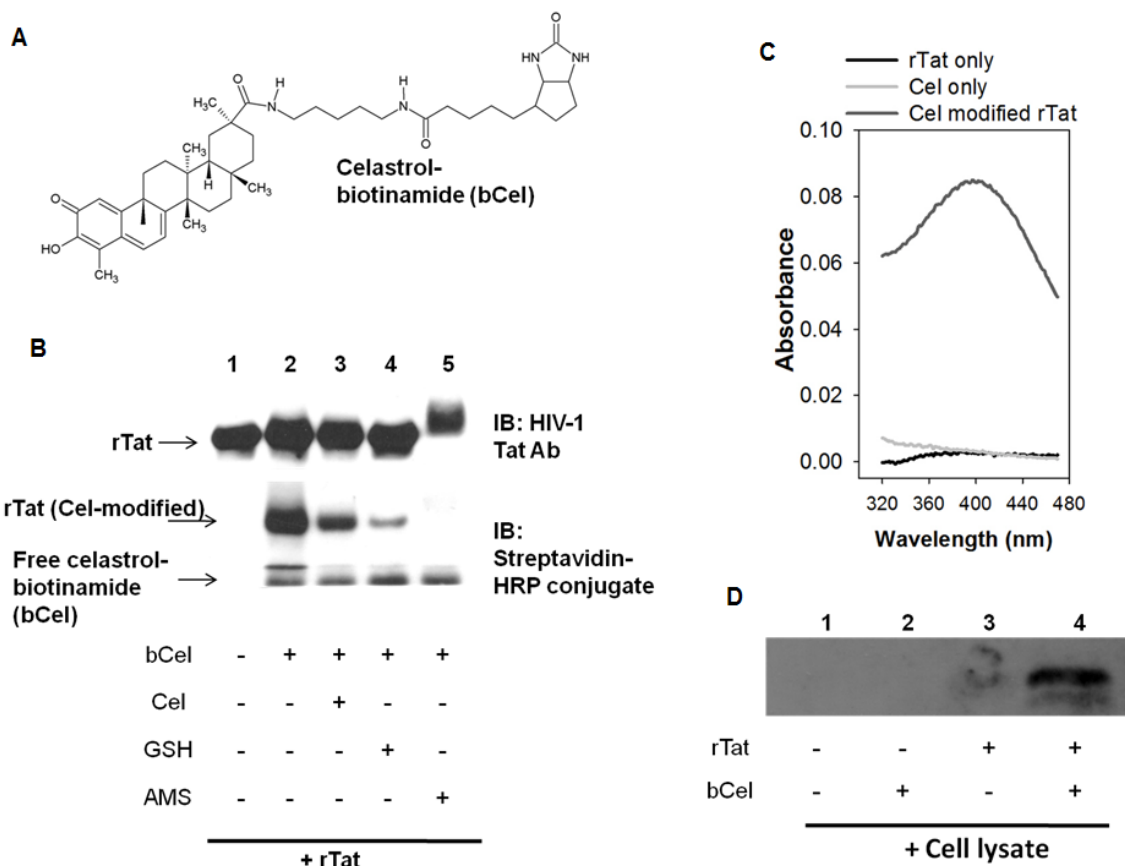 A
O
HN
NH
O
H
H
H₃C
N
N
O
CH₃
H
CH₃
CH₃
O
HO
CH₃
Celastrol-
biotinamide (bCel)
B
1 2 3 4 5
rTat
IB: HIV-1
Tat Ab
rTat (Cel-modified)
Free celastrol-
biotinamide
(bCel)
IB:
Streptavidin-
HRP conjugate
bCel - + + + +
Cel - - + - -
GSH - - - + -
AMS - - - - +
+ rTat
C
rTat only
Cel only
Cel modified rTat
0.10
0.08
0.06
0.04
0.02
0.00
Absorbance
320 360 400 440 480
Wavelength (nm)
D
1 2 3 4
rTat - - + +
bCel - + - +
+ Cell lysate